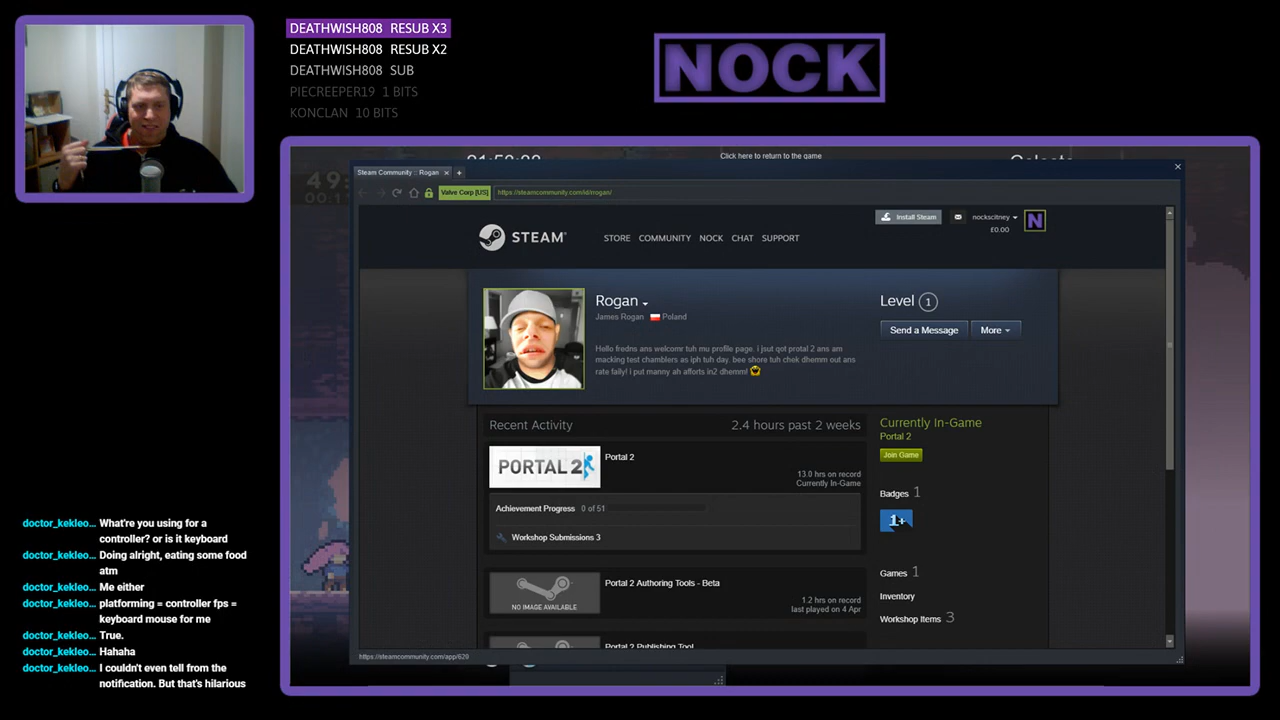 DEATHWISH808 RESUB X3
DEATHWISH808 RESUB X2
DEATHWISH808 SUB
PIECREEPER19 1 BITS
KONCLAN 10 BITS
NOCK
Click here to return to the game
Steam Community :: Rogan
Valve Corp [US]
https://steamcommunity.com/id/rrogan/
Install Steam
nockscitney
£0.00
N
STEAM
STORE COMMUNITY NOCK CHAT SUPPORT
Rogan
James Rogan Poland
Level 1
Send a Message More
Hello fredns ans welcomr tuh mu profile page. i jsut qot protal 2 ans am
macking test chamblers as iph tuh day. bee shore tuh chek dhemm out ans
rate faily! i put manny ah afforts in2 dhemm!
Recent Activity 2.4 hours past 2 weeks
PORTAL 2
Portal 2
13.0 hrs on record
Currently In-Game
Achievement Progress 0 of 51
Workshop Submissions 3
NO IMAGE AVAILABLE
Portal 2 Authoring Tools - Beta
1.2 hrs on record
last played on 4 Apr
Portal 2 Publishing Tool
Currently In-Game
Portal 2
Join Game
Badges 1
1+
Games 1
Inventory
Workshop Items 3
https://steamcommunity.com/app/620
doctor_kekleo... What're you using for a
controller? or is it keyboard
doctor_kekleo... Doing alright, eating some food
atm
doctor_kekleo... Me either
doctor_kekleo... platforming = controller fps =
keyboard mouse for me
doctor_kekleo... True.
doctor_kekleo... Hahaha
doctor_kekleo... I couldn't even tell from the
notification. But that's hilarious